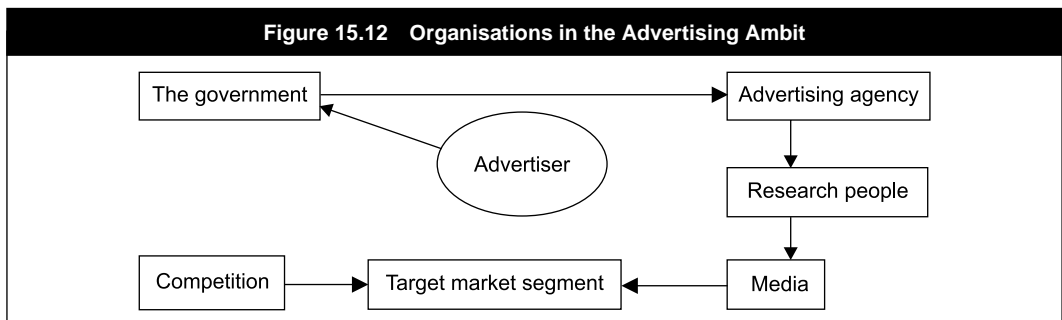 Figure 15.12 Organisations in the Advertising Ambit
The government
Advertising agency
Advertiser
Research people
Competition
Target market segment
Media